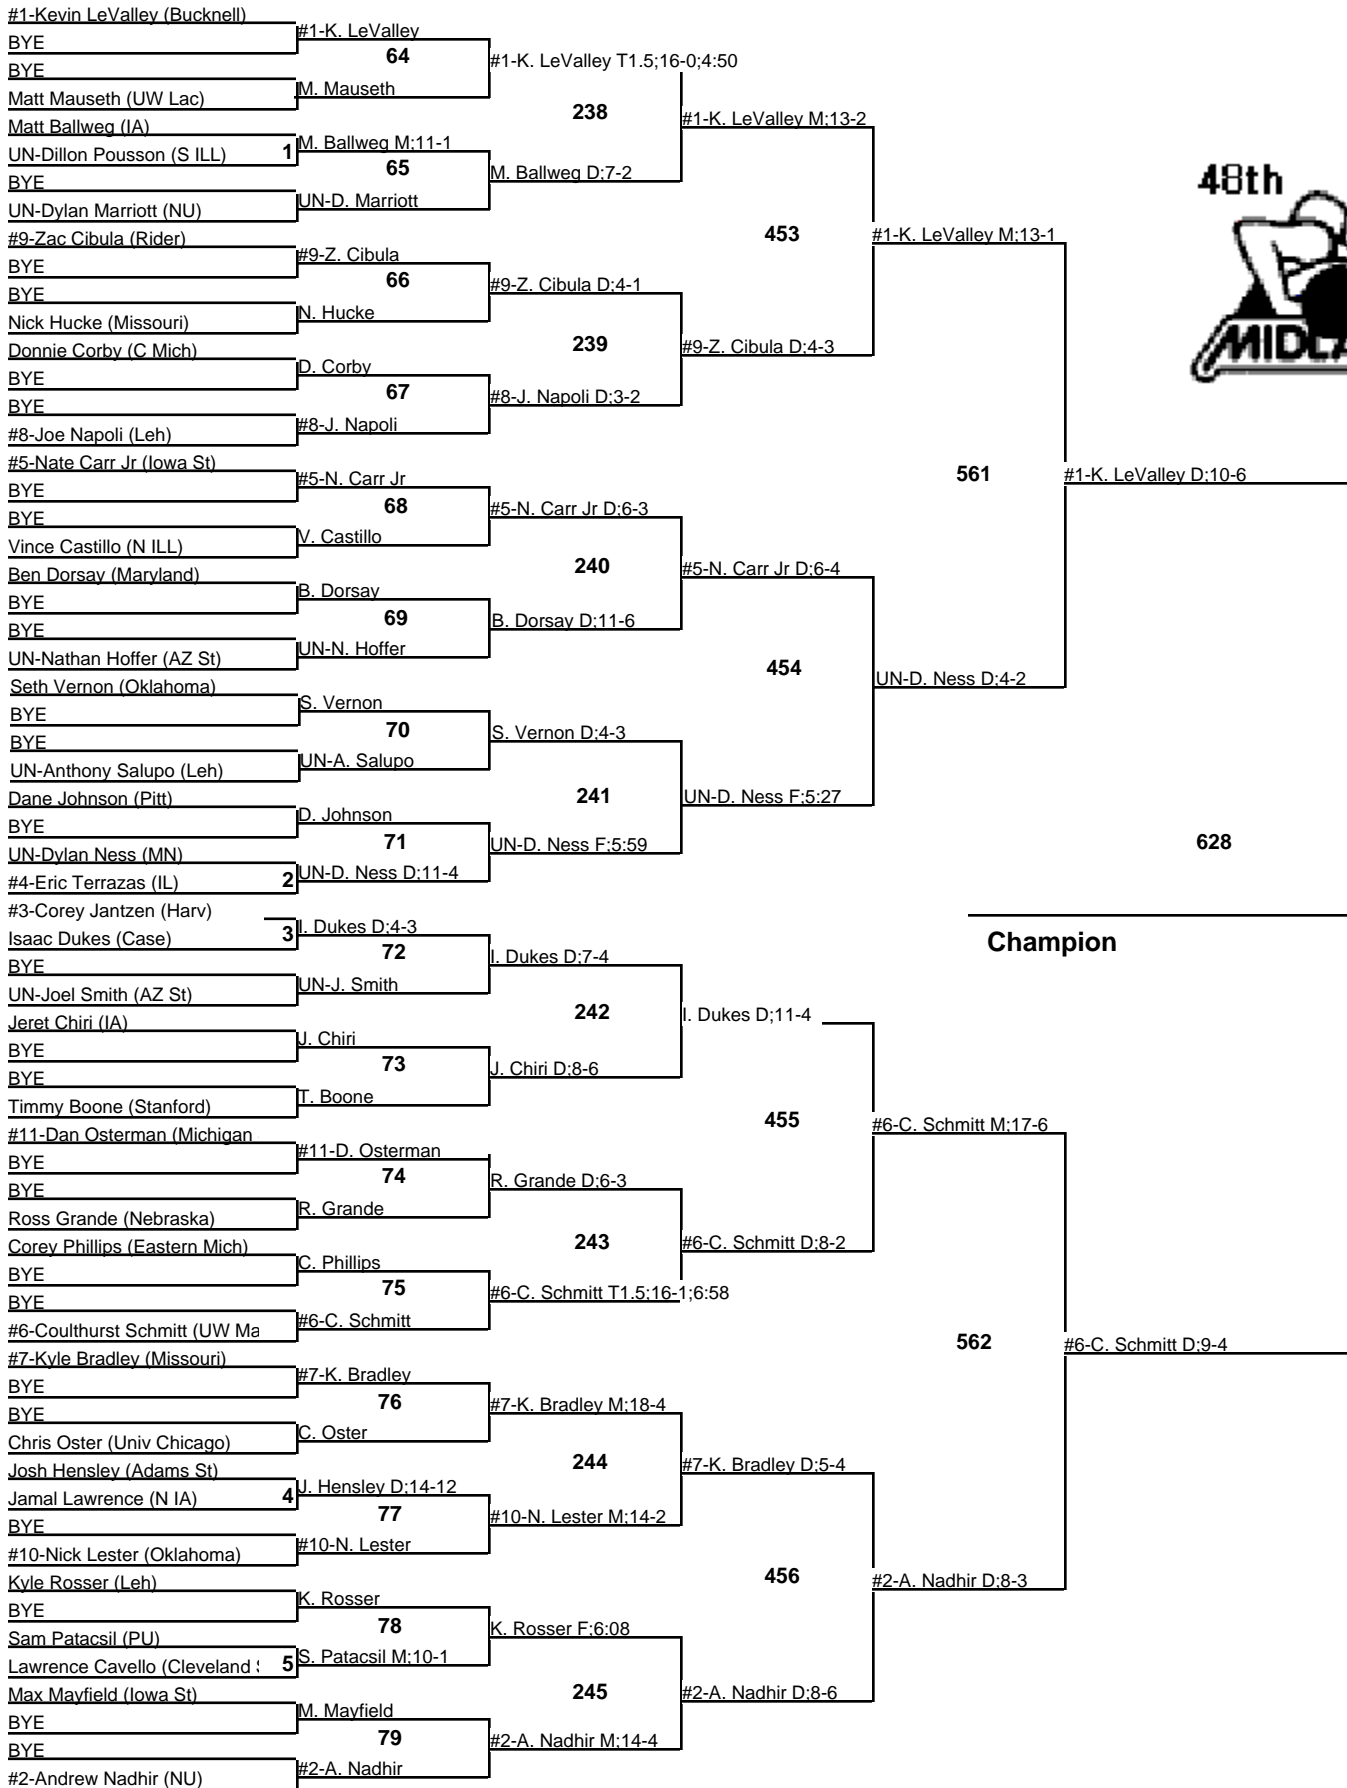 #1-Kevin LeValley (Bucknell)
BYE
BYE
Matt Mauseth (UW Lac)
Matt Ballweg (IA)
UN-Dillon Pousson (S ILL) 1
BYE
UN-Dylan Marriott (NU)
#9-Zac Cibula (Rider)
BYE
BYE
Nick Hucke (Missouri)
Donnie Corby (C Mich)
BYE
BYE
#8-Joe Napoli (Leh)
#5-Nate Carr Jr (Iowa St)
BYE
BYE
Vince Castillo (N ILL)
Ben Dorsay (Maryland)
BYE
BYE
UN-Nathan Hoffer (AZ St)
Seth Vernon (Oklahoma)
BYE
BYE
UN-Anthony Salupo (Leh)
Dane Johnson (Pitt)
BYE
UN-Dylan Ness (MN)
#4-Eric Terrazas (IL) 2
#3-Corey Jantzen (Harv)
Isaac Dukes (Case) 3
BYE
UN-Joel Smith (AZ St)
Jeret Chiri (IA)
BYE
BYE
Timmy Boone (Stanford)
#11-Dan Osterman (Michigan
BYE
BYE
Ross Grande (Nebraska)
Corey Phillips (Eastern Mich)
BYE
BYE
#6-Coulthurst Schmitt (UW Ma
#7-Kyle Bradley (Missouri)
BYE
BYE
Chris Oster (Univ Chicago)
Josh Hensley (Adams St)
Jamal Lawrence (N IA) 4
BYE
#10-Nick Lester (Oklahoma)
Kyle Rosser (Leh)
BYE
Sam Patacsil (PU)
Lawrence Cavello (Cleveland 5
Max Mayfield (Iowa St)
BYE
BYE
#2-Andrew Nadhir (NU)
#1-K. LeValley
64
M. Mauseth
M. Ballweg M;11-1
65
UN-D. Marriott
#9-Z. Cibula
66
N. Hucke
D. Corby
67
#8-J. Napoli
#5-N. Carr Jr
68
V. Castillo
B. Dorsay
69
UN-N. Hoffer
S. Vernon
70
UN-A. Salupo
D. Johnson
71
UN-D. Ness D;11-4
I. Dukes D;4-3
72
UN-J. Smith
J. Chiri
73
T. Boone
#11-D. Osterman
74
R. Grande
C. Phillips
75
#6-C. Schmitt
#7-K. Bradley
76
C. Oster
J. Hensley D;14-12
77
#10-N. Lester
K. Rosser
78
S. Patacsil M;10-1
M. Mayfield
79
#2-A. Nadhir
#1-K. LeValley T1.5;16-0;4:50
238
M. Ballweg D;7-2
#9-Z. Cibula D;4-1
239
#8-J. Napoli D;3-2
#5-N. Carr Jr D;6-3
240
B. Dorsay D;11-6
S. Vernon D;4-3
241
UN-D. Ness F;5:59
I. Dukes D;7-4
242
J. Chiri D;8-6
R. Grande D;6-3
243
#6-C. Schmitt T1.5;16-1;6:58
#7-K. Bradley M;18-4
244
#10-N. Lester M;14-2
K. Rosser F;6:08
245
#2-A. Nadhir M;14-4
#1-K. LeValley M;13-2
453
#9-Z. Cibula D;4-3
#5-N. Carr Jr D;6-4
454
UN-D. Ness F;5:27
I. Dukes D;11-4
455
#6-C. Schmitt D;8-2
#7-K. Bradley D;5-4
456
#2-A. Nadhir D;8-6
#1-K. LeValley M;13-1
561
UN-D. Ness D;4-2
#6-C. Schmitt M;17-6
562
#2-A. Nadhir D;8-3
48th
#1-K. LeValley D;10-6
628
Champion
#6-C. Schmitt D;9-4